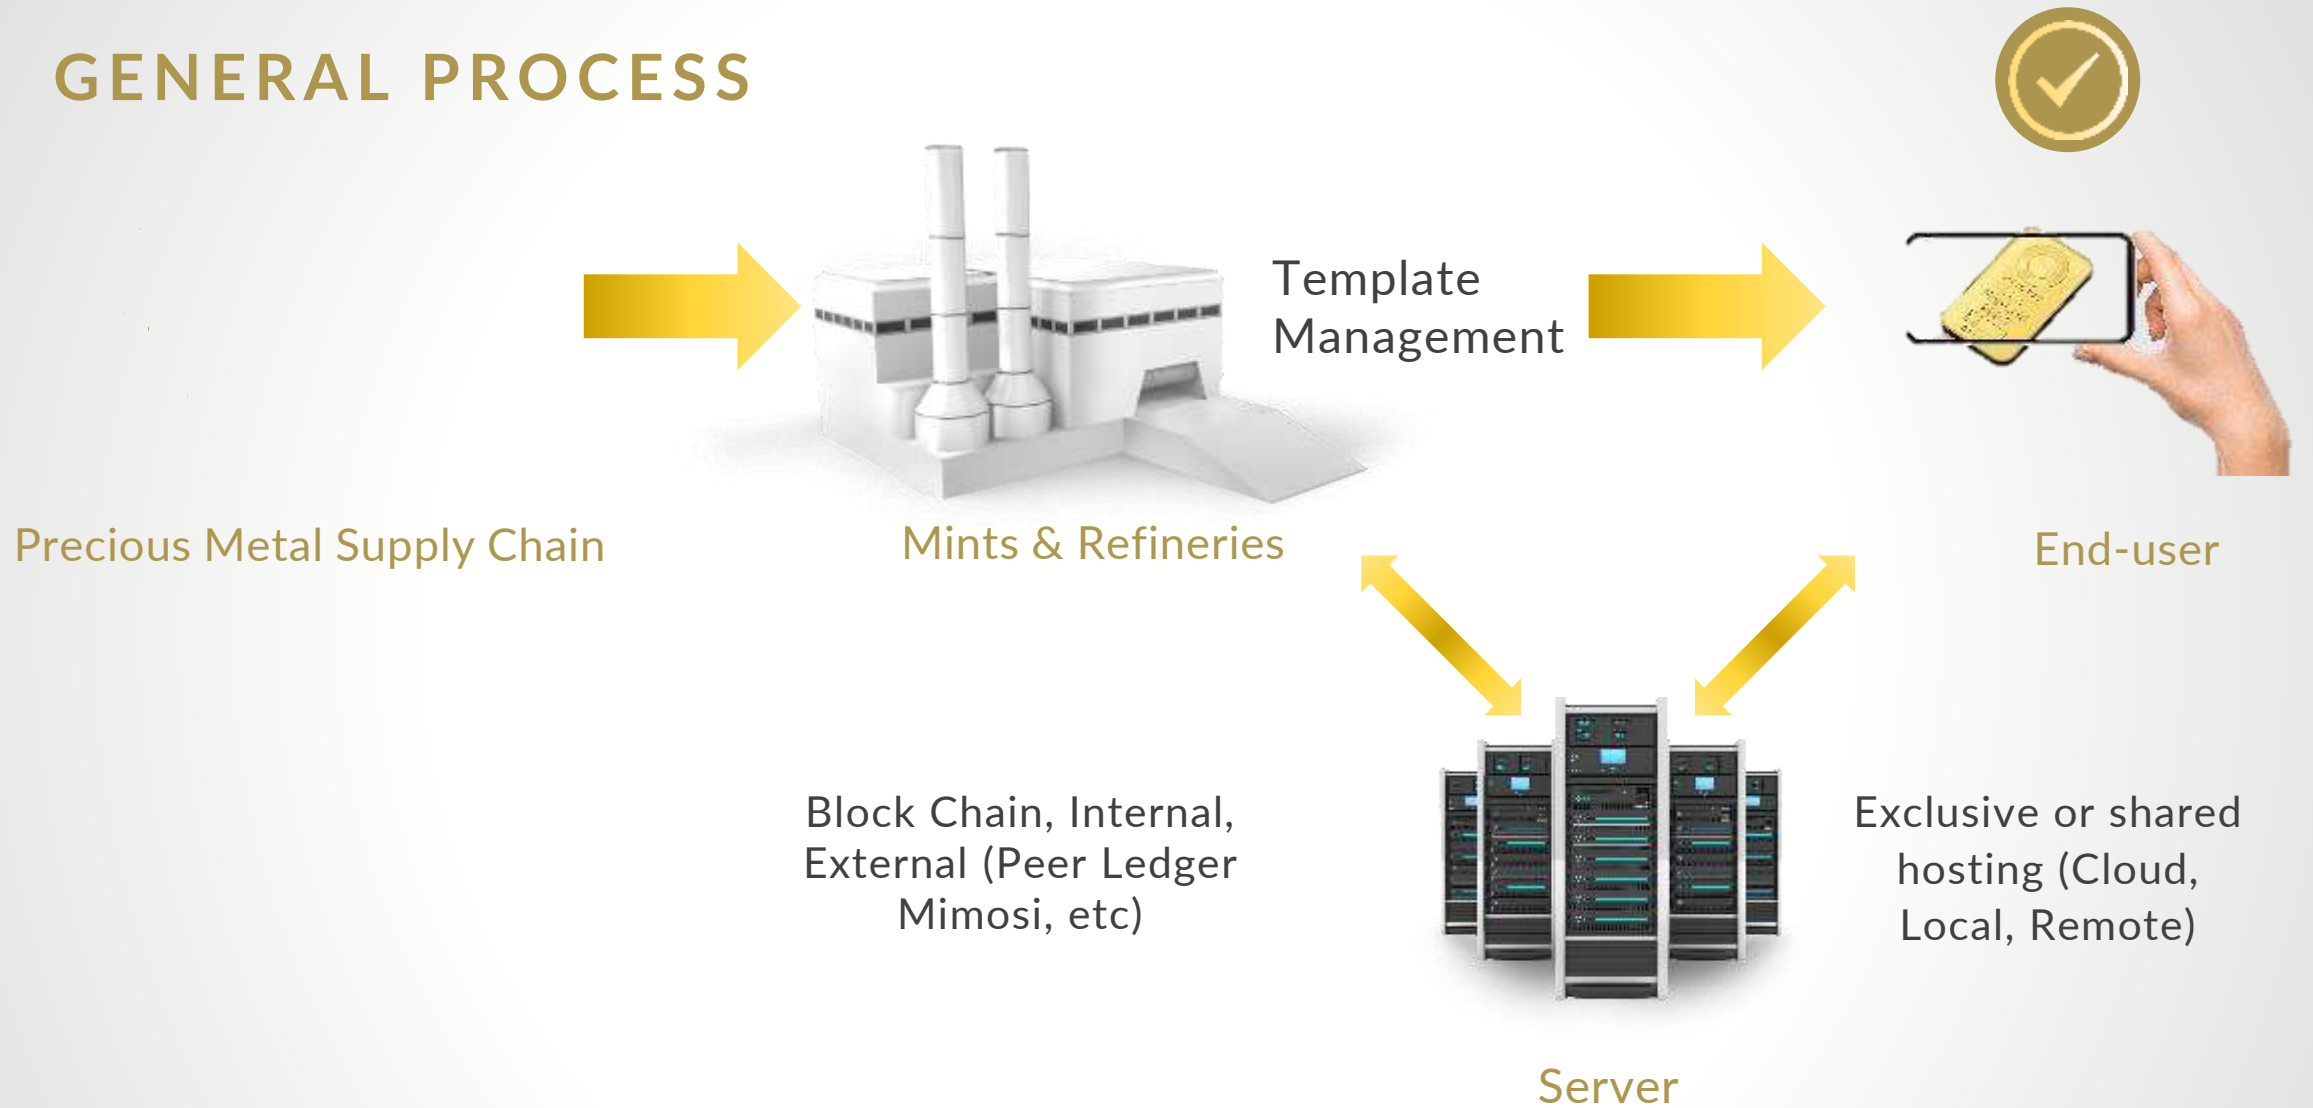 GENERAL PROCESS
Template
Management
Precious Metal Supply Chain
Mints & Refineries
End-user
Block Chain, Internal,
External (Peer Ledger
Mimosi, etc)
Exclusive or shared
hosting (Cloud,
Local, Remote)
Server